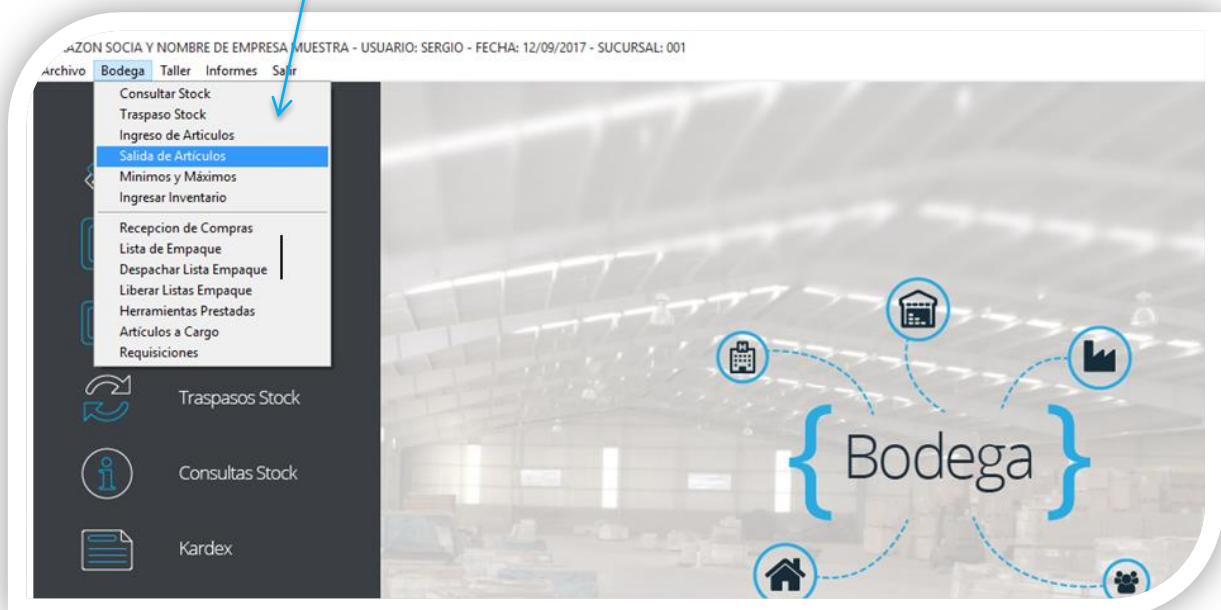 RAZON SOCIA Y NOMBRE DE EMPRESA MUESTRA - USUARIO: SERGIO - FECHA: 12/09/2017 - SUCURSAL: 001
Archivo Bodega Taller Informes Salir
Consultar Stock
Traspaso Stock
Ingreso de Articulos
Salida de Artículos
Minimos y Máximos
Ingresar Inventario
Recepcion de Compras
Lista de Empaque
Despachar Lista Empaque
Liberar Listas Empaque
Herramientas Prestadas
Artículos a Cargo
Requisiciones
Traspasos Stock
Consultas Stock
Kardex
{ Bodega }